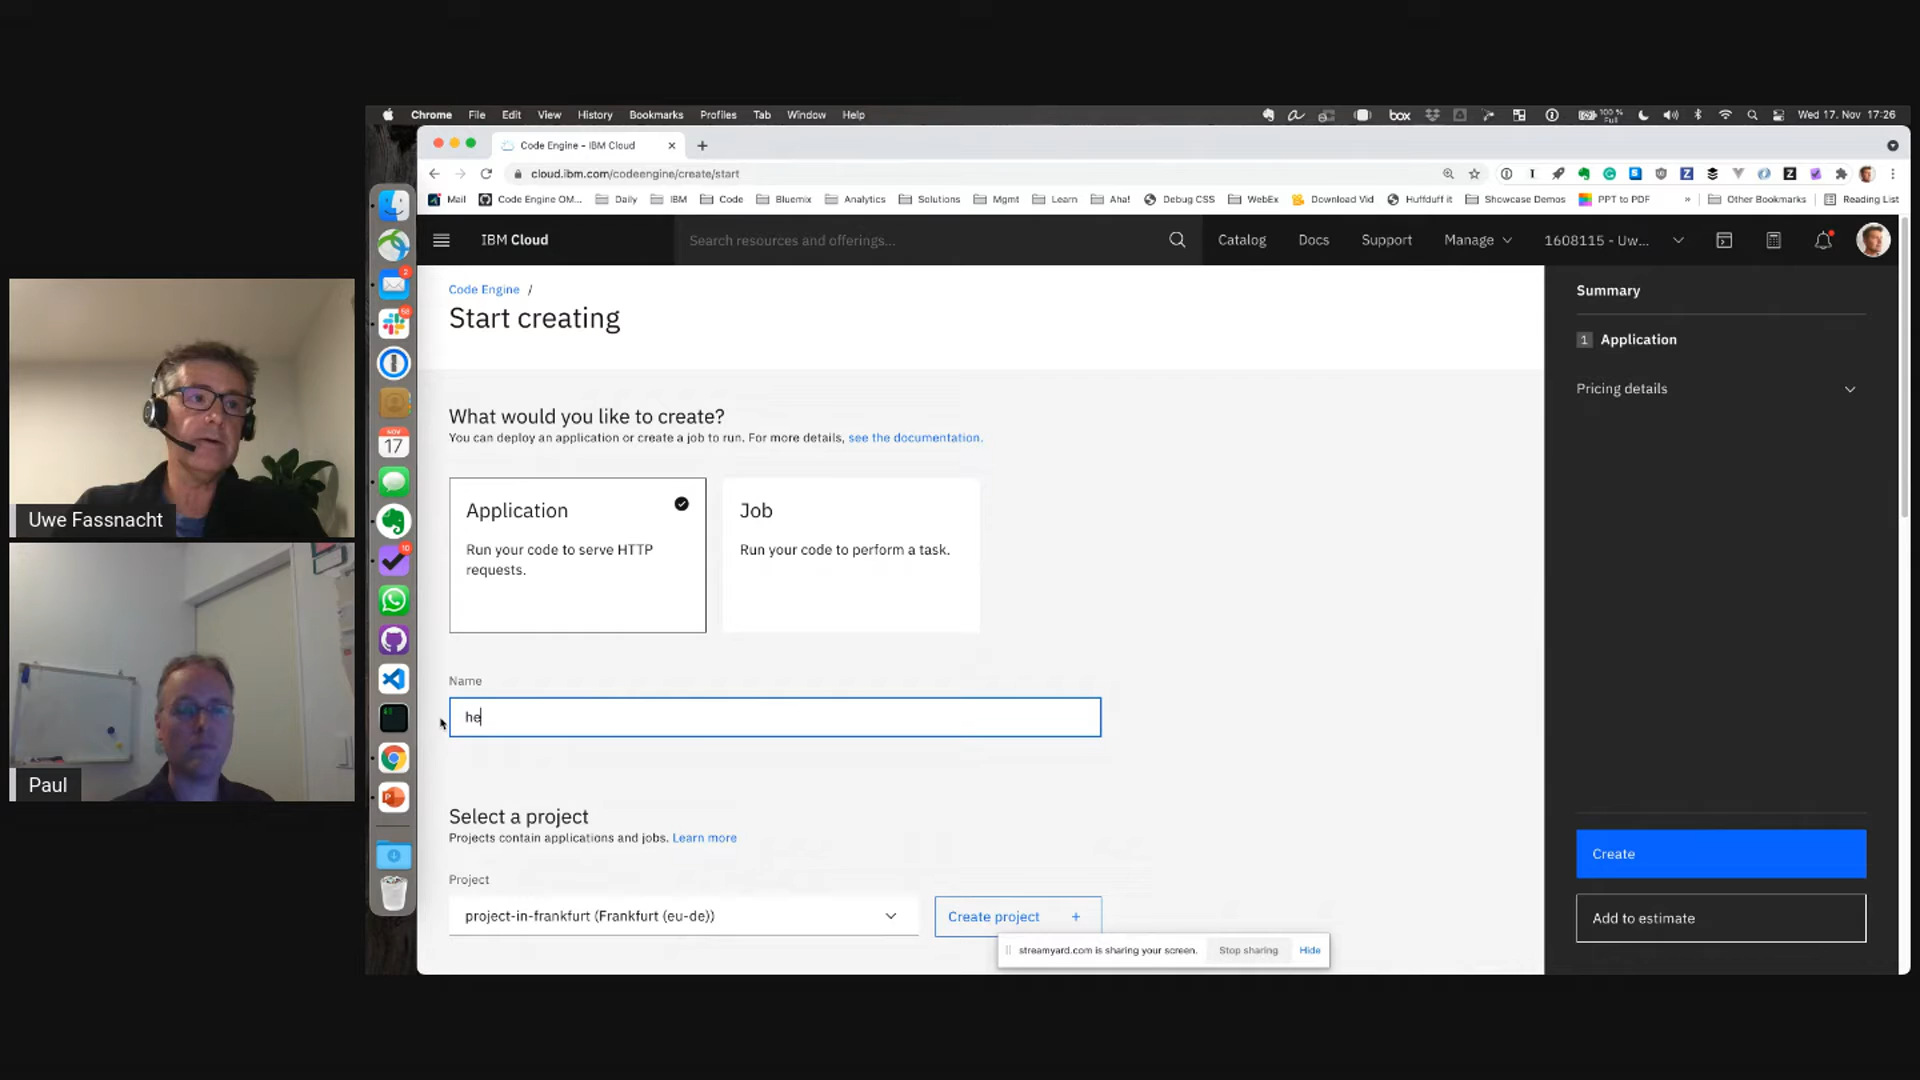 Chrome File Edit View History Bookmarks Profiles Tab Window Help
box
100 %
Full
Wed 17. Nov 17:26
Code Engine – IBM Cloud
cloud.ibm.com/codeengine/create/start
Mail Code Engine OM... Daily IBM Code Bluemix Analytics Solutions Mgmt Learn Aha! Debug CSS WebEx Download Vid Huffduff it Showcase Demos PPT to PDF » Other Bookmarks Reading List
IBM Cloud
Search resources and offerings...
Catalog Docs Support Manage 1608115 - Uw...
Code Engine /
Start creating
What would you like to create?
You can deploy an application or create a job to run. For more details, see the documentation.
Application
Run your code to serve HTTP
requests.
Job
Run your code to perform a task.
Name
he
Select a project
Projects contain applications and jobs. Learn more
Project
project-in-frankfurt (Frankfurt (eu-de))
Create project +
streamyard.com is sharing your screen. Stop sharing Hide
Summary
1 Application
Pricing details
Create
Add to estimate
Uwe Fassnacht
Paul
NOV
17
2
10